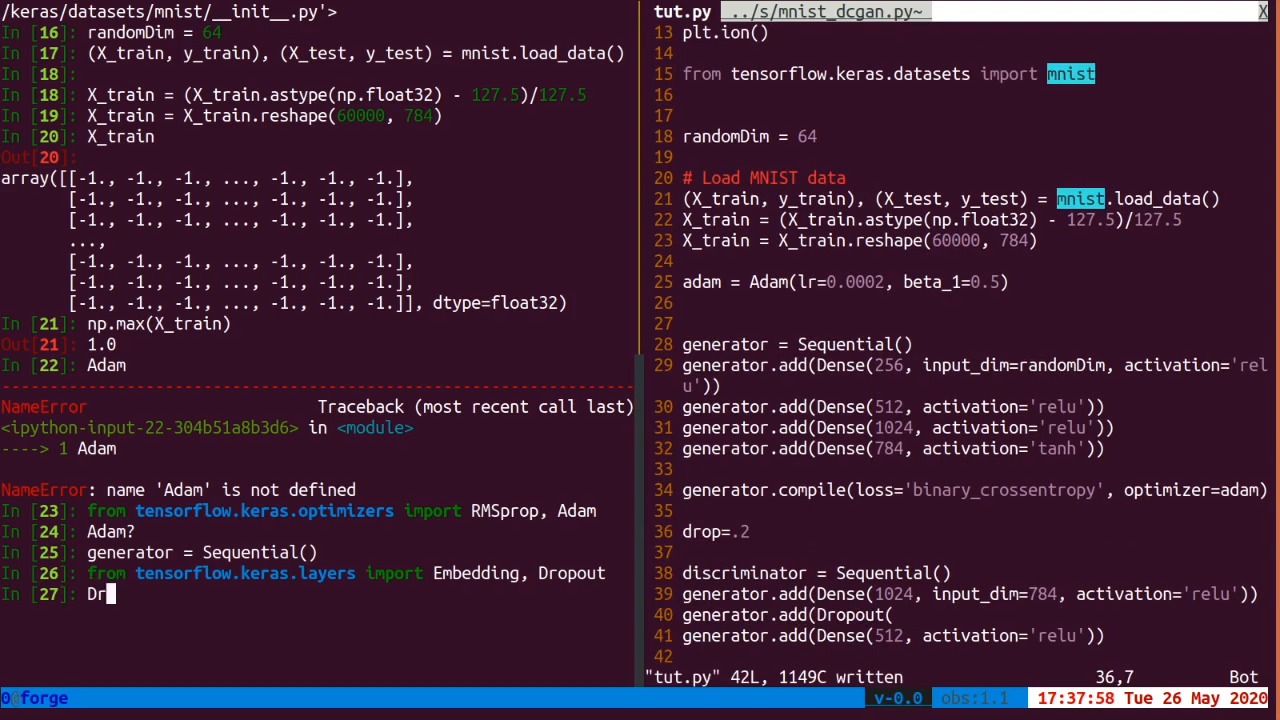 /keras/datasets/mnist/__init__.py'>
In [16]: randomDim = 64
In [17]: (X_train, y_train), (X_test, y_test) = mnist.load_data()
In [18]:
In [18]: X_train = (X_train.astype(np.float32) - 127.5)/127.5
In [19]: X_train = X_train.reshape(60000, 784)
In [20]: X_train
Out[20]:
array([[-1., -1., -1., ..., -1., -1., -1.],
       [-1., -1., -1., ..., -1., -1., -1.],
       [-1., -1., -1., ..., -1., -1., -1.],
       ...,
       [-1., -1., -1., ..., -1., -1., -1.],
       [-1., -1., -1., ..., -1., -1., -1.],
       [-1., -1., -1., ..., -1., -1., -1.]], dtype=float32)
In [21]: np.max(X_train)
Out[21]: 1.0
In [22]: Adam
---------------------------------------------------------------------------
NameError                        Traceback (most recent call last)
<ipython-input-22-304b51a8b3d6> in <module>
----> 1 Adam

NameError: name 'Adam' is not defined
In [23]: from tensorflow.keras.optimizers import RMSprop, Adam
In [24]: Adam?
In [25]: generator = Sequential()
In [26]: from tensorflow.keras.layers import Embedding, Dropout
In [27]: Dr
tut.py  ../s/mnist_dcgan.py~ X
13 plt.ion()
14
15 from tensorflow.keras.datasets import mnist
16
17
18 randomDim = 64
19
20 # Load MNIST data
21 (X_train, y_train), (X_test, y_test) = mnist.load_data()
22 X_train = (X_train.astype(np.float32) - 127.5)/127.5
23 X_train = X_train.reshape(60000, 784)
24
25 adam = Adam(lr=0.0002, beta_1=0.5)
26
27
28 generator = Sequential()
29 generator.add(Dense(256, input_dim=randomDim, activation='rel
u'))
30 generator.add(Dense(512, activation='relu'))
31 generator.add(Dense(1024, activation='relu'))
32 generator.add(Dense(784, activation='tanh'))
33
34 generator.compile(loss='binary_crossentropy', optimizer=adam)
35
36 drop=.2
37
38 discriminator = Sequential()
39 generator.add(Dense(1024, input_dim=784, activation='relu'))
40 generator.add(Dropout(
41 generator.add(Dense(512, activation='relu'))
42
"tut.py" 42L, 1149C written 36,7 Bot
0@forge v-0.0 obs:1.1 17:37:58 Tue 26 May 2020